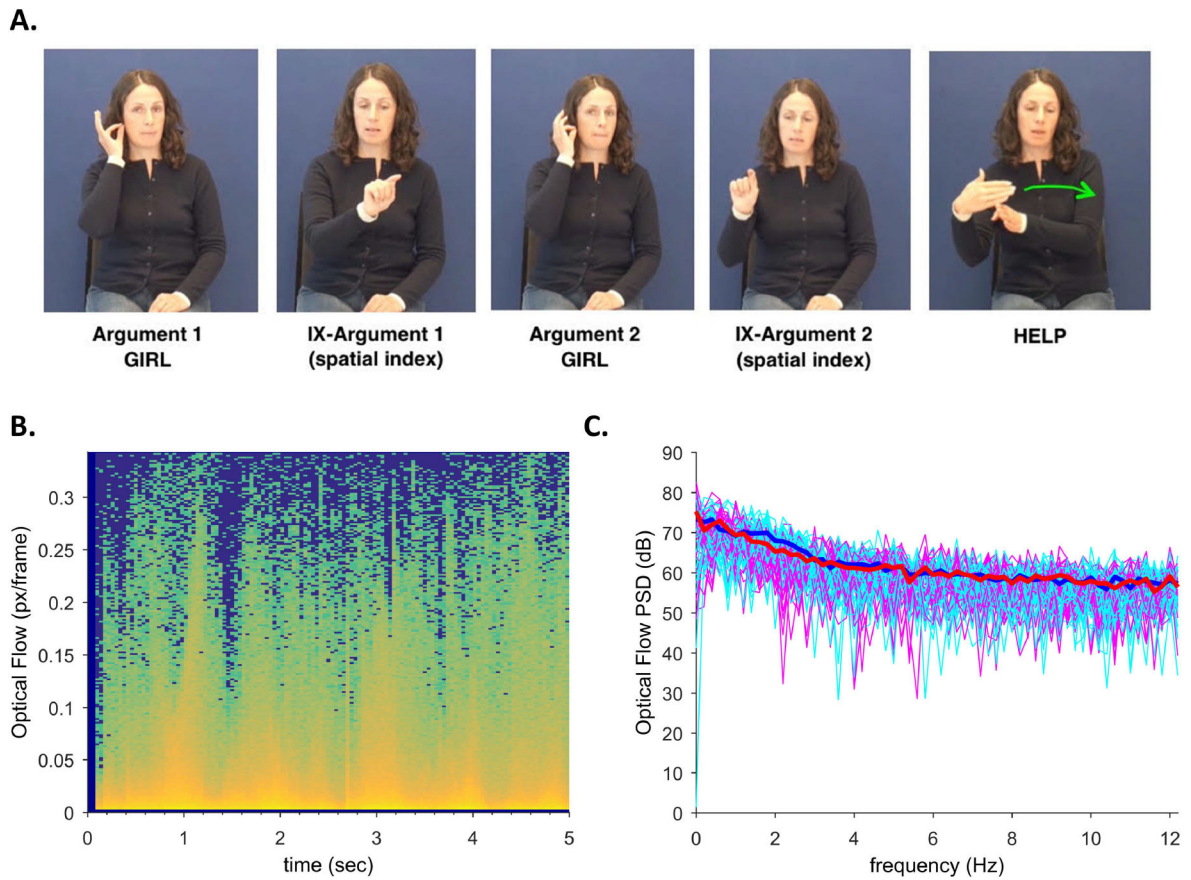 A.
Argument 1
GIRL
IX-Argument 1
(spatial index)
Argument 2
GIRL
IX-Argument 2
(spatial index)
HELP
B.
Optical Flow (px/frame)
0.3
0.25
0.2
0.15
0.1
0.05
0
0 1 2 3 4 5
time (sec)
C.
Optical Flow PSD (dB)
90
80
70
60
50
40
30
20
10
0
0 2 4 6 8 10 12
frequency (Hz)